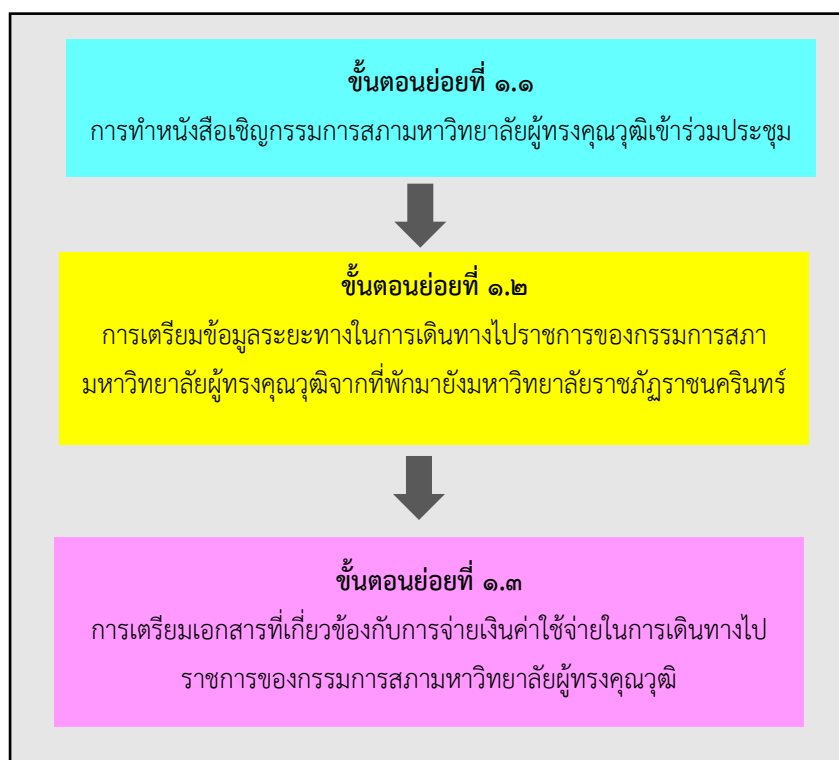 ขั้นตอนย่อยที่ ๑.๑
การทำหนังสือเชิญกรรมการสภามหาวิทยาลัยผู้ทรงคุณวุฒิเข้าร่วมประชุม
ขั้นตอนย่อยที่ ๑.๒
การเตรียมข้อมูลระยะทางในการเดินทางไปราชการของกรรมการสภา
มหาวิทยาลัยผู้ทรงคุณวุฒิจากที่พักมายังมหาวิทยาลัยราชภัฏราชนครินทร์
ขั้นตอนย่อยที่ ๑.๓
การเตรียมเอกสารที่เกี่ยวข้องกับการจ่ายเงินค่าใช้จ่ายในการเดินทางไป
ราชการของกรรมการสภามหาวิทยาลัยผู้ทรงคุณวุฒิ